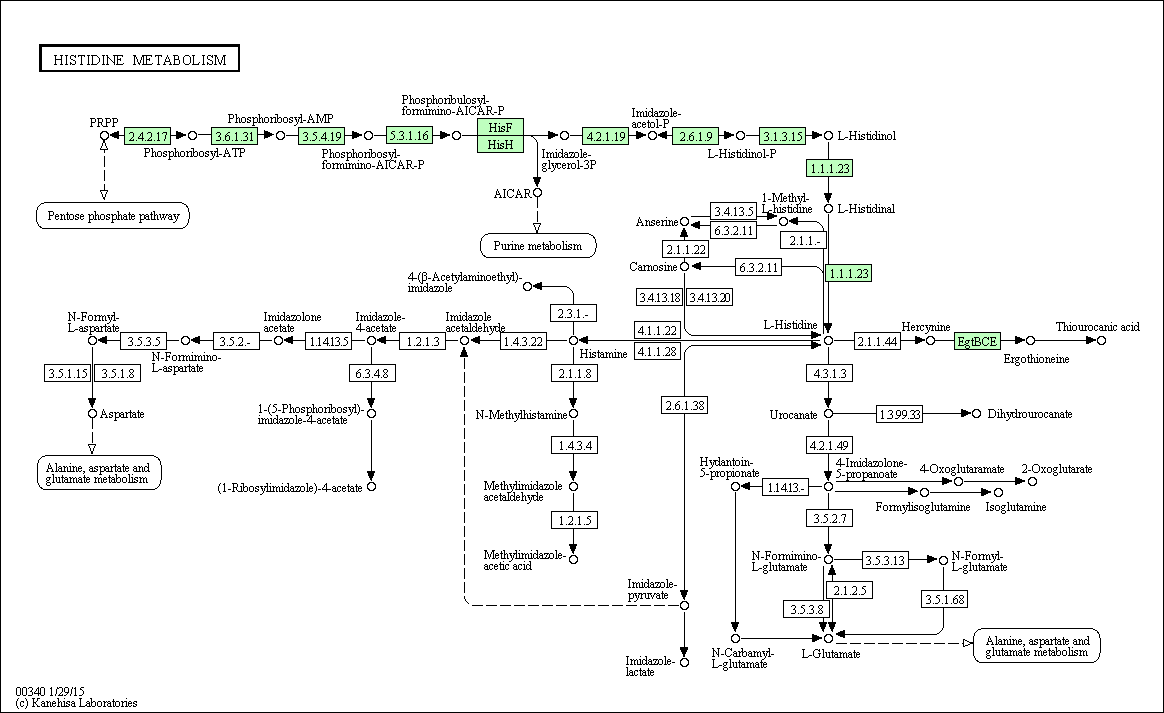 HISTIDINE METABOLISM
Phosphoribulosyl-
formimino-AICAR-P
PRPP
Phosphoribosyl-AMP
Imidazole-
acetol-P
2.4.2.17
3.6.1.31
3.5.4.19
5.3.1.16
HisF
HisH
4.2.1.19
2.6.1.9
3.1.3.15
L-Histidinol
Phosphoribosyl-ATP
Phosphoribosyl-
formimino-AICAR-P
Imidazole-
glycerol-3P
L-Histidinol-P
1.1.1.23
AICAR
Pentose phosphate pathway
Purine metabolism
1-Methyl-
L-histidine
L-Histidinal
Anserine
3.4.13.5
6.3.2.11
2.1.1.-
2.1.1.22
Carnosine
6.3.2.11
1.1.1.23
4-(β-Acetylaminoethyl)-
imidazole
3.4.13.18
3.4.13.20
2.3.1.-
N-Formyl-
L-aspartate
Imidazolone
acetate
Imidazole-
4-acetate
Imidazole
acetaldehyde
4.1.1.22
L-Histidine
Hercynine
Thiourocanic acid
3.5.3.5
3.5.2.-
1.14.13.5
1.2.1.3
1.4.3.22
Histamine
4.1.1.28
2.1.1.44
EgtBCE
Ergothioneine
N-Formimino-
L-aspartate
3.5.1.15
3.5.1.8
6.3.4.8
2.1.1.8
4.3.1.3
2.6.1.38
Aspartate
1-(5-Phosphoribosyl)-
imidazole-4-acetate
N-Methylhistamine
Urocanate
1.3.99.33
Dihydrourocanate
1.4.3.4
4.2.1.49
Alanine, aspartate and
glutamate metabolism
(1-Ribosylimidazole)-4-acetate
Methylimidazole
acetaldehyde
Hydantoin-
5-propionate
4-Imidazolone-
5-propanoate
4-Oxoglutaramate
2-Oxoglutarate
1.14.13.-
Formylisoglutamine
Isoglutamine
1.2.1.5
3.5.2.7
Methylimidazole-
acetic acid
N-Formimino-
L-glutamate
3.5.3.13
N-Formyl-
L-glutamate
Imidazole-
pyruvate
2.1.2.5
3.5.3.8
3.5.1.68
N-Carbamyl-
L-glutamate
L-Glutamate
Alanine, aspartate and
glutamate metabolism
Imidazole-
lactate
00340 1/29/15
(c) Kanehisa Laboratories